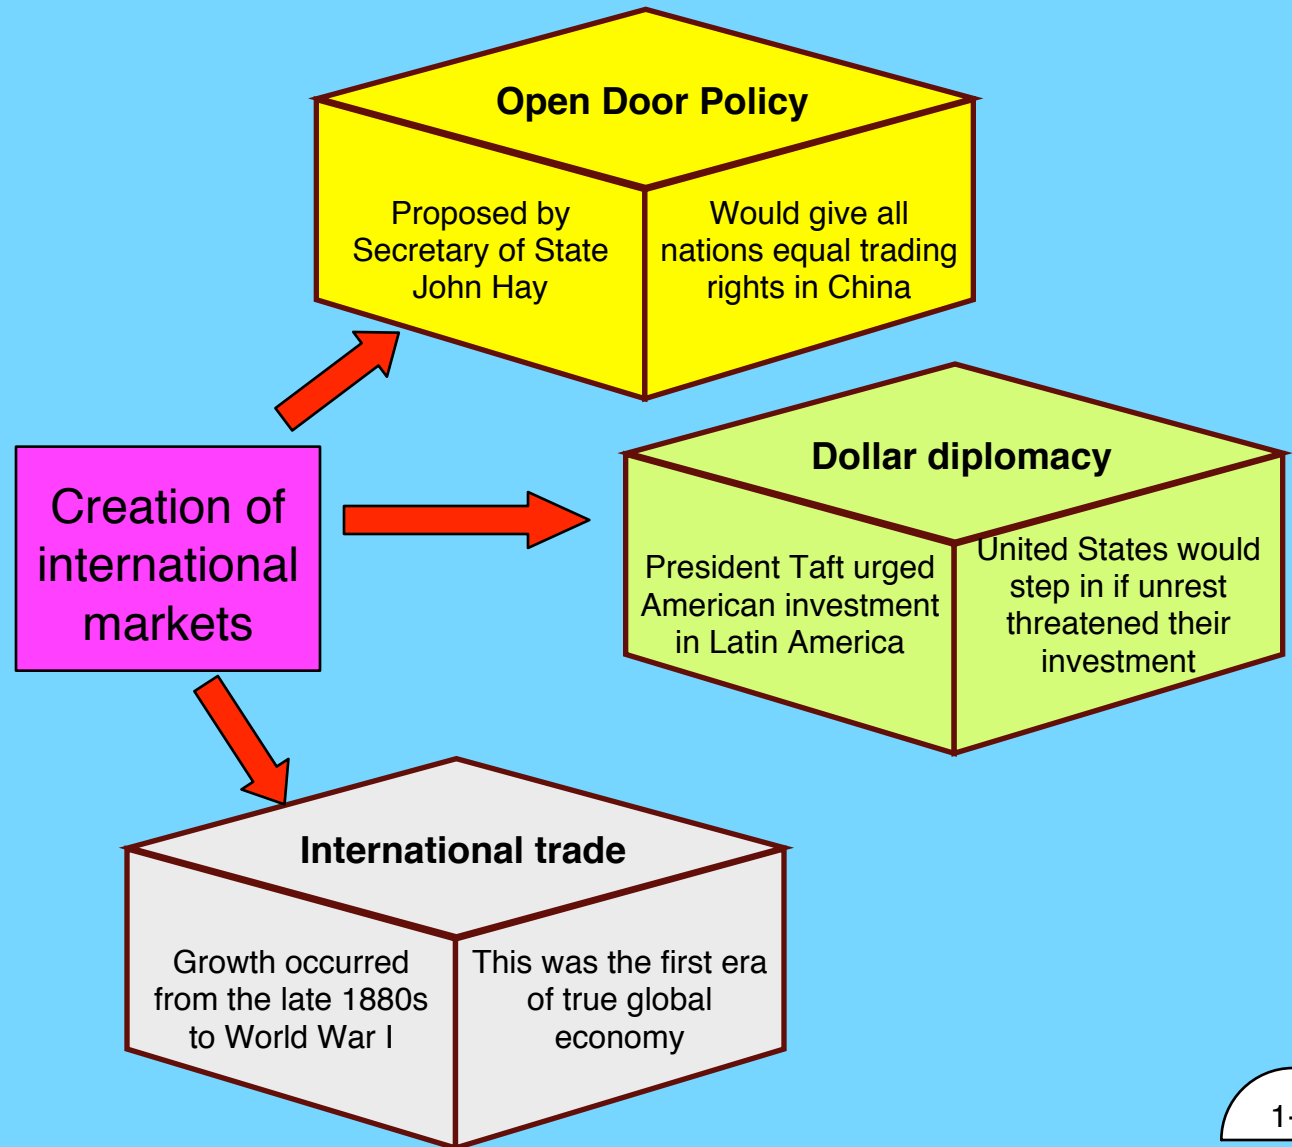 Open Door Policy
Proposed by
Secretary of State
John Hay
Would give all
nations equal trading
rights in China
Creation of
international
markets
Dollar diplomacy
President Taft urged
American investment
in Latin America
United States would
step in if unrest
threatened their
investment
International trade
Growth occurred
from the late 1880s
to World War I
This was the first era
of true global
economy
1-